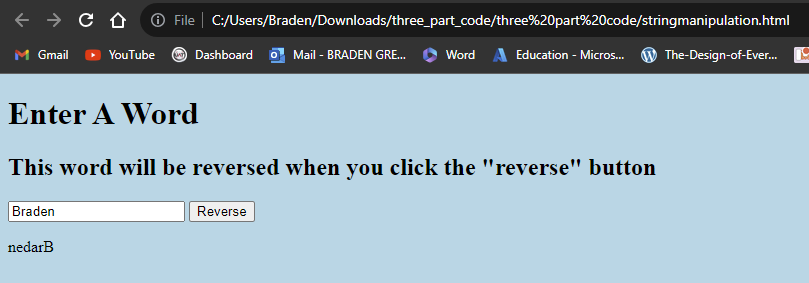 File C:/Users/Braden/Downloads/three_part_code/three%20part%20code/stringmanipulation.html
Gmail YouTube Dashboard Mail - BRADEN GRE... Word Education - Micros... The-Design-of-Ever...
Enter A Word
This word will be reversed when you click the "reverse" button
Braden Reverse
nedarB